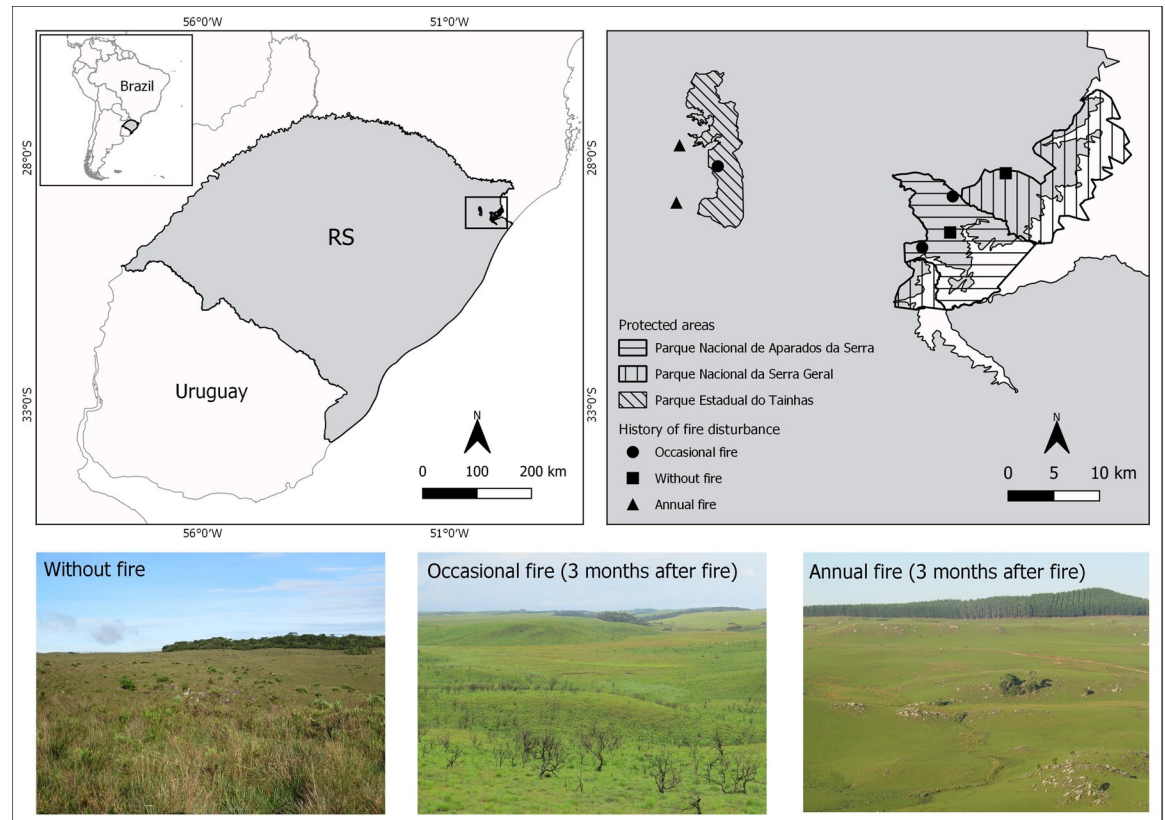 56°0'W
51°0'W
Brazil
28°0'S
28°0'S
RS
Uruguay
33°0'S
33°0'S
N
0 100 200 km
56°0'W
51°0'W
Protected areas
Parque Nacional de Aparados da Serra
Parque Nacional da Serra Geral
Parque Estadual do Tainhas
History of fire disturbance
Occasional fire
Without fire
Annual fire
N
0 5 10 km
Without fire
Occasional fire (3 months after fire)
Annual fire (3 months after fire)